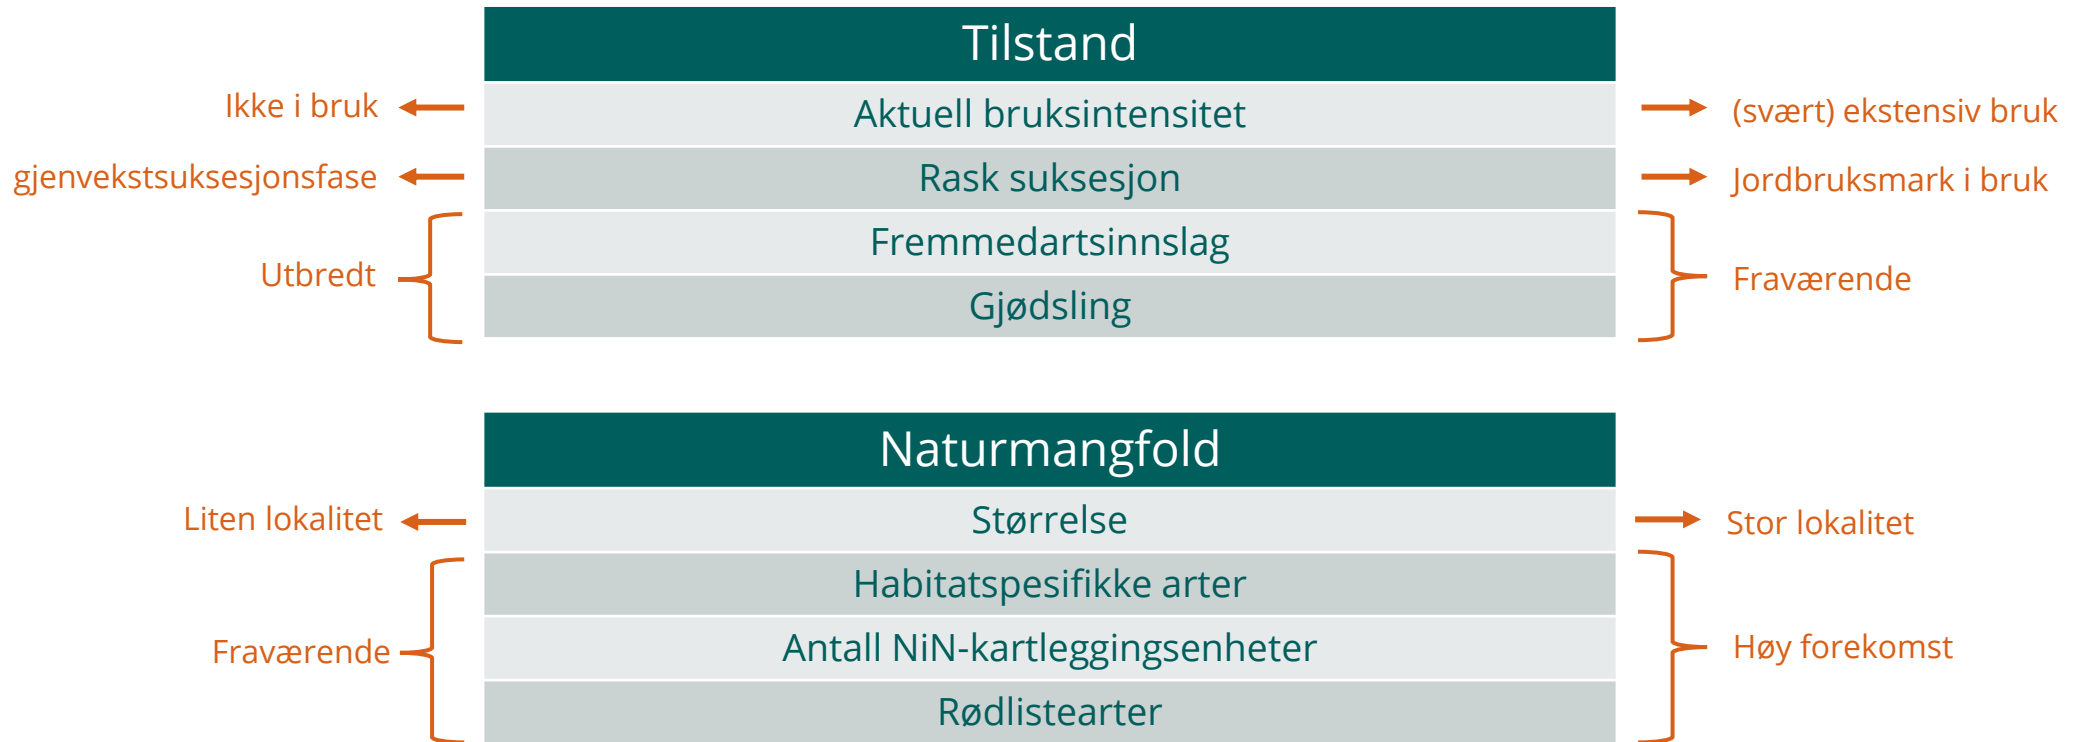 Tilstand
Ikke i bruk
Aktuell bruksintensitet
(svært) ekstensiv bruk
gjenvekstsuksesjonsfase
Rask suksesjon
Jordbruksmark i bruk
Utbredt
Fremmedartsinnslag
Gjødsling
Fraværende
Naturmangfold
Liten lokalitet
Størrelse
Stor lokalitet
Fraværende
Habitatspesifikke arter
Antall NiN-kartleggingsenheter
Rødlistearter
Høy forekomst